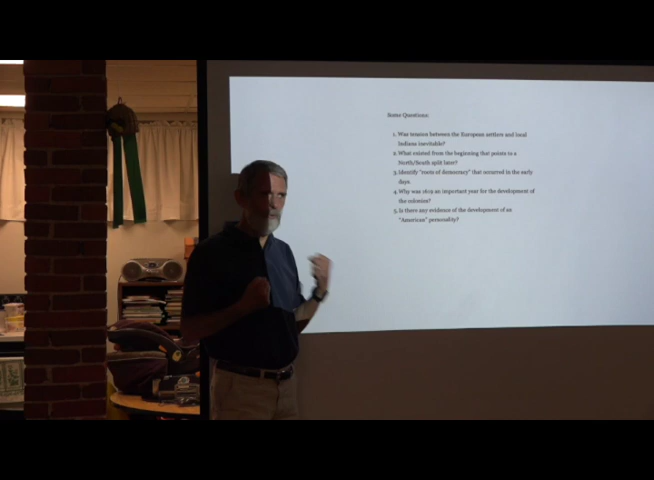 Some Questions:
1. Was tension between the European settlers and local
Indians inevitable?
2. What existed from the beginning that points to a
North/South split later?
3. Identify "roots of democracy" that occurred in the early
days.
4. Why was 1619 an important year for the development of
the colonies?
5. Is there any evidence of the development of an
"American" personality?